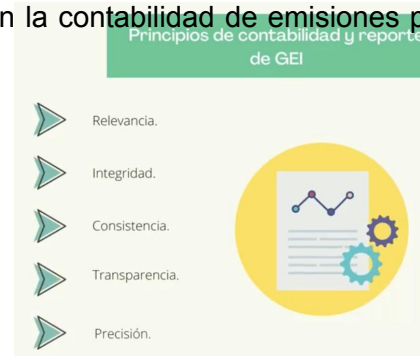 n la contabilidad de emisiones p
Principios de contabilidad y reporte
de GEI
Relevancia.
Integridad.
Consistencia.
Transparencia.
Precisión.